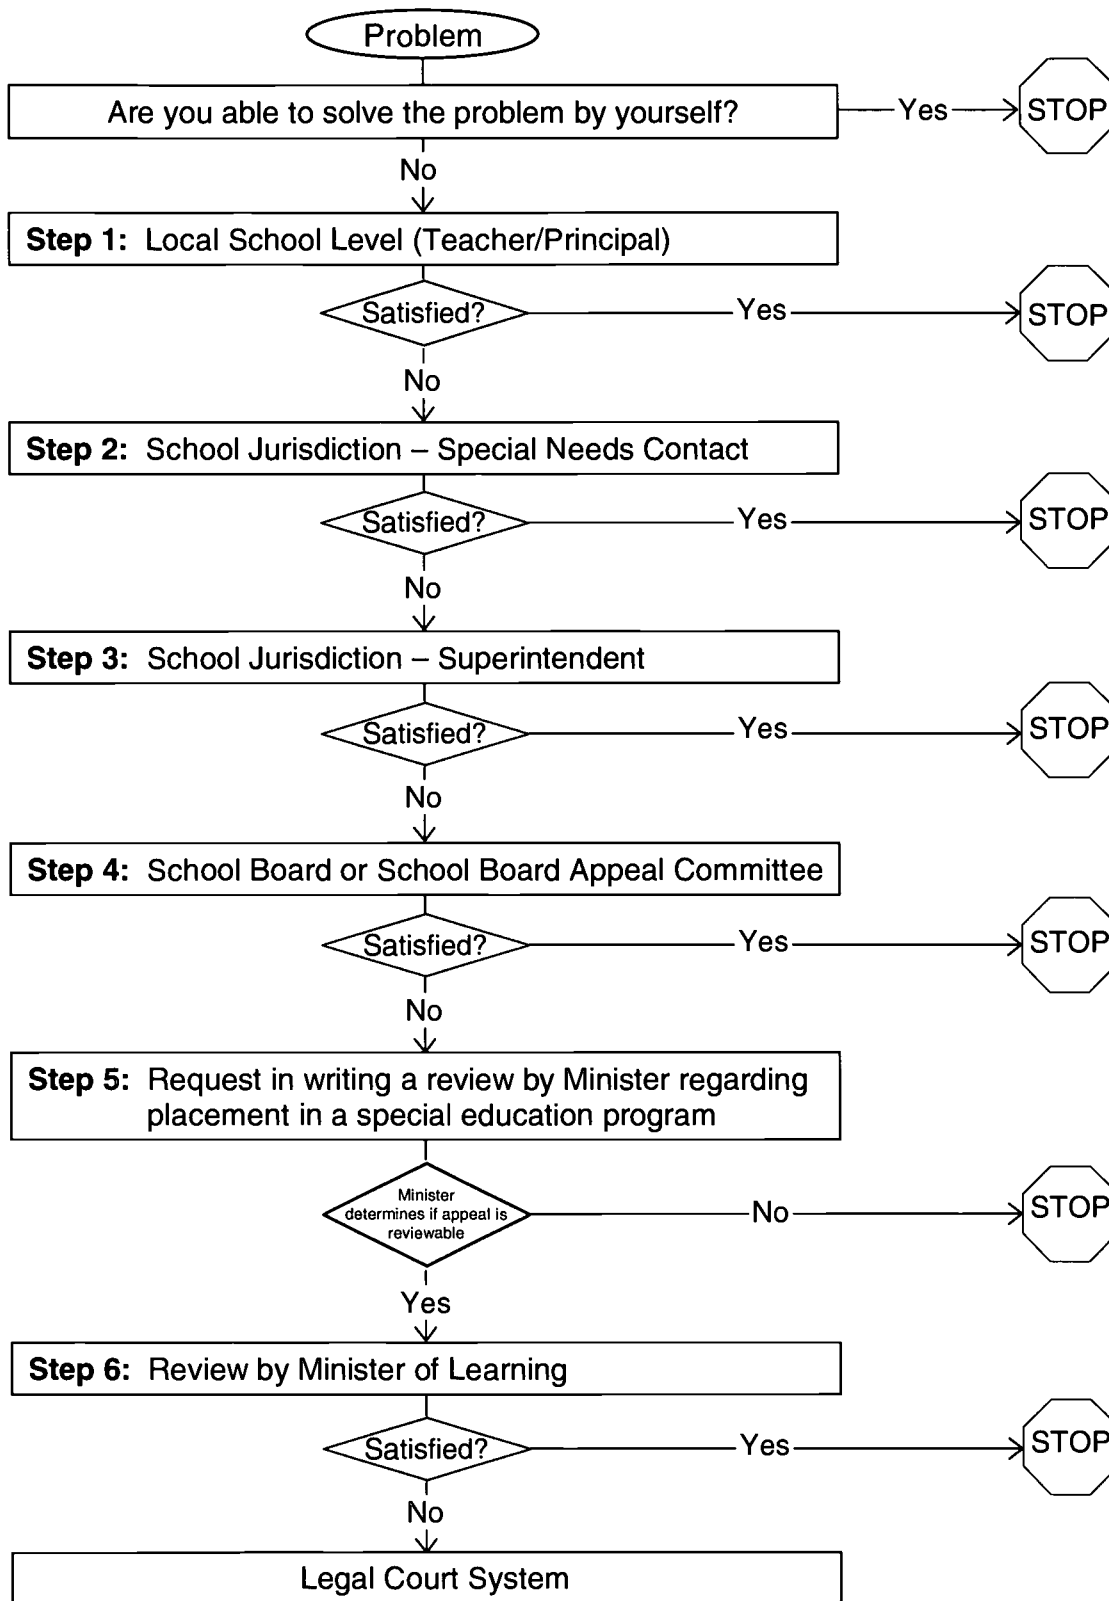 Problem
Are you able to solve the problem by yourself?
Yes
STOP
No
Step 1: Local School Level (Teacher/Principal)
Satisfied?
Yes
STOP
No
Step 2: School Jurisdiction – Special Needs Contact
Satisfied?
Yes
STOP
No
Step 3: School Jurisdiction – Superintendent
Satisfied?
Yes
STOP
No
Step 4: School Board or School Board Appeal Committee
Satisfied?
Yes
STOP
No
Step 5: Request in writing a review by Minister regarding
placement in a special education program
Minister
determines if appeal is
reviewable
No
STOP
Yes
Step 6: Review by Minister of Learning
Satisfied?
Yes
STOP
No
Legal Court System